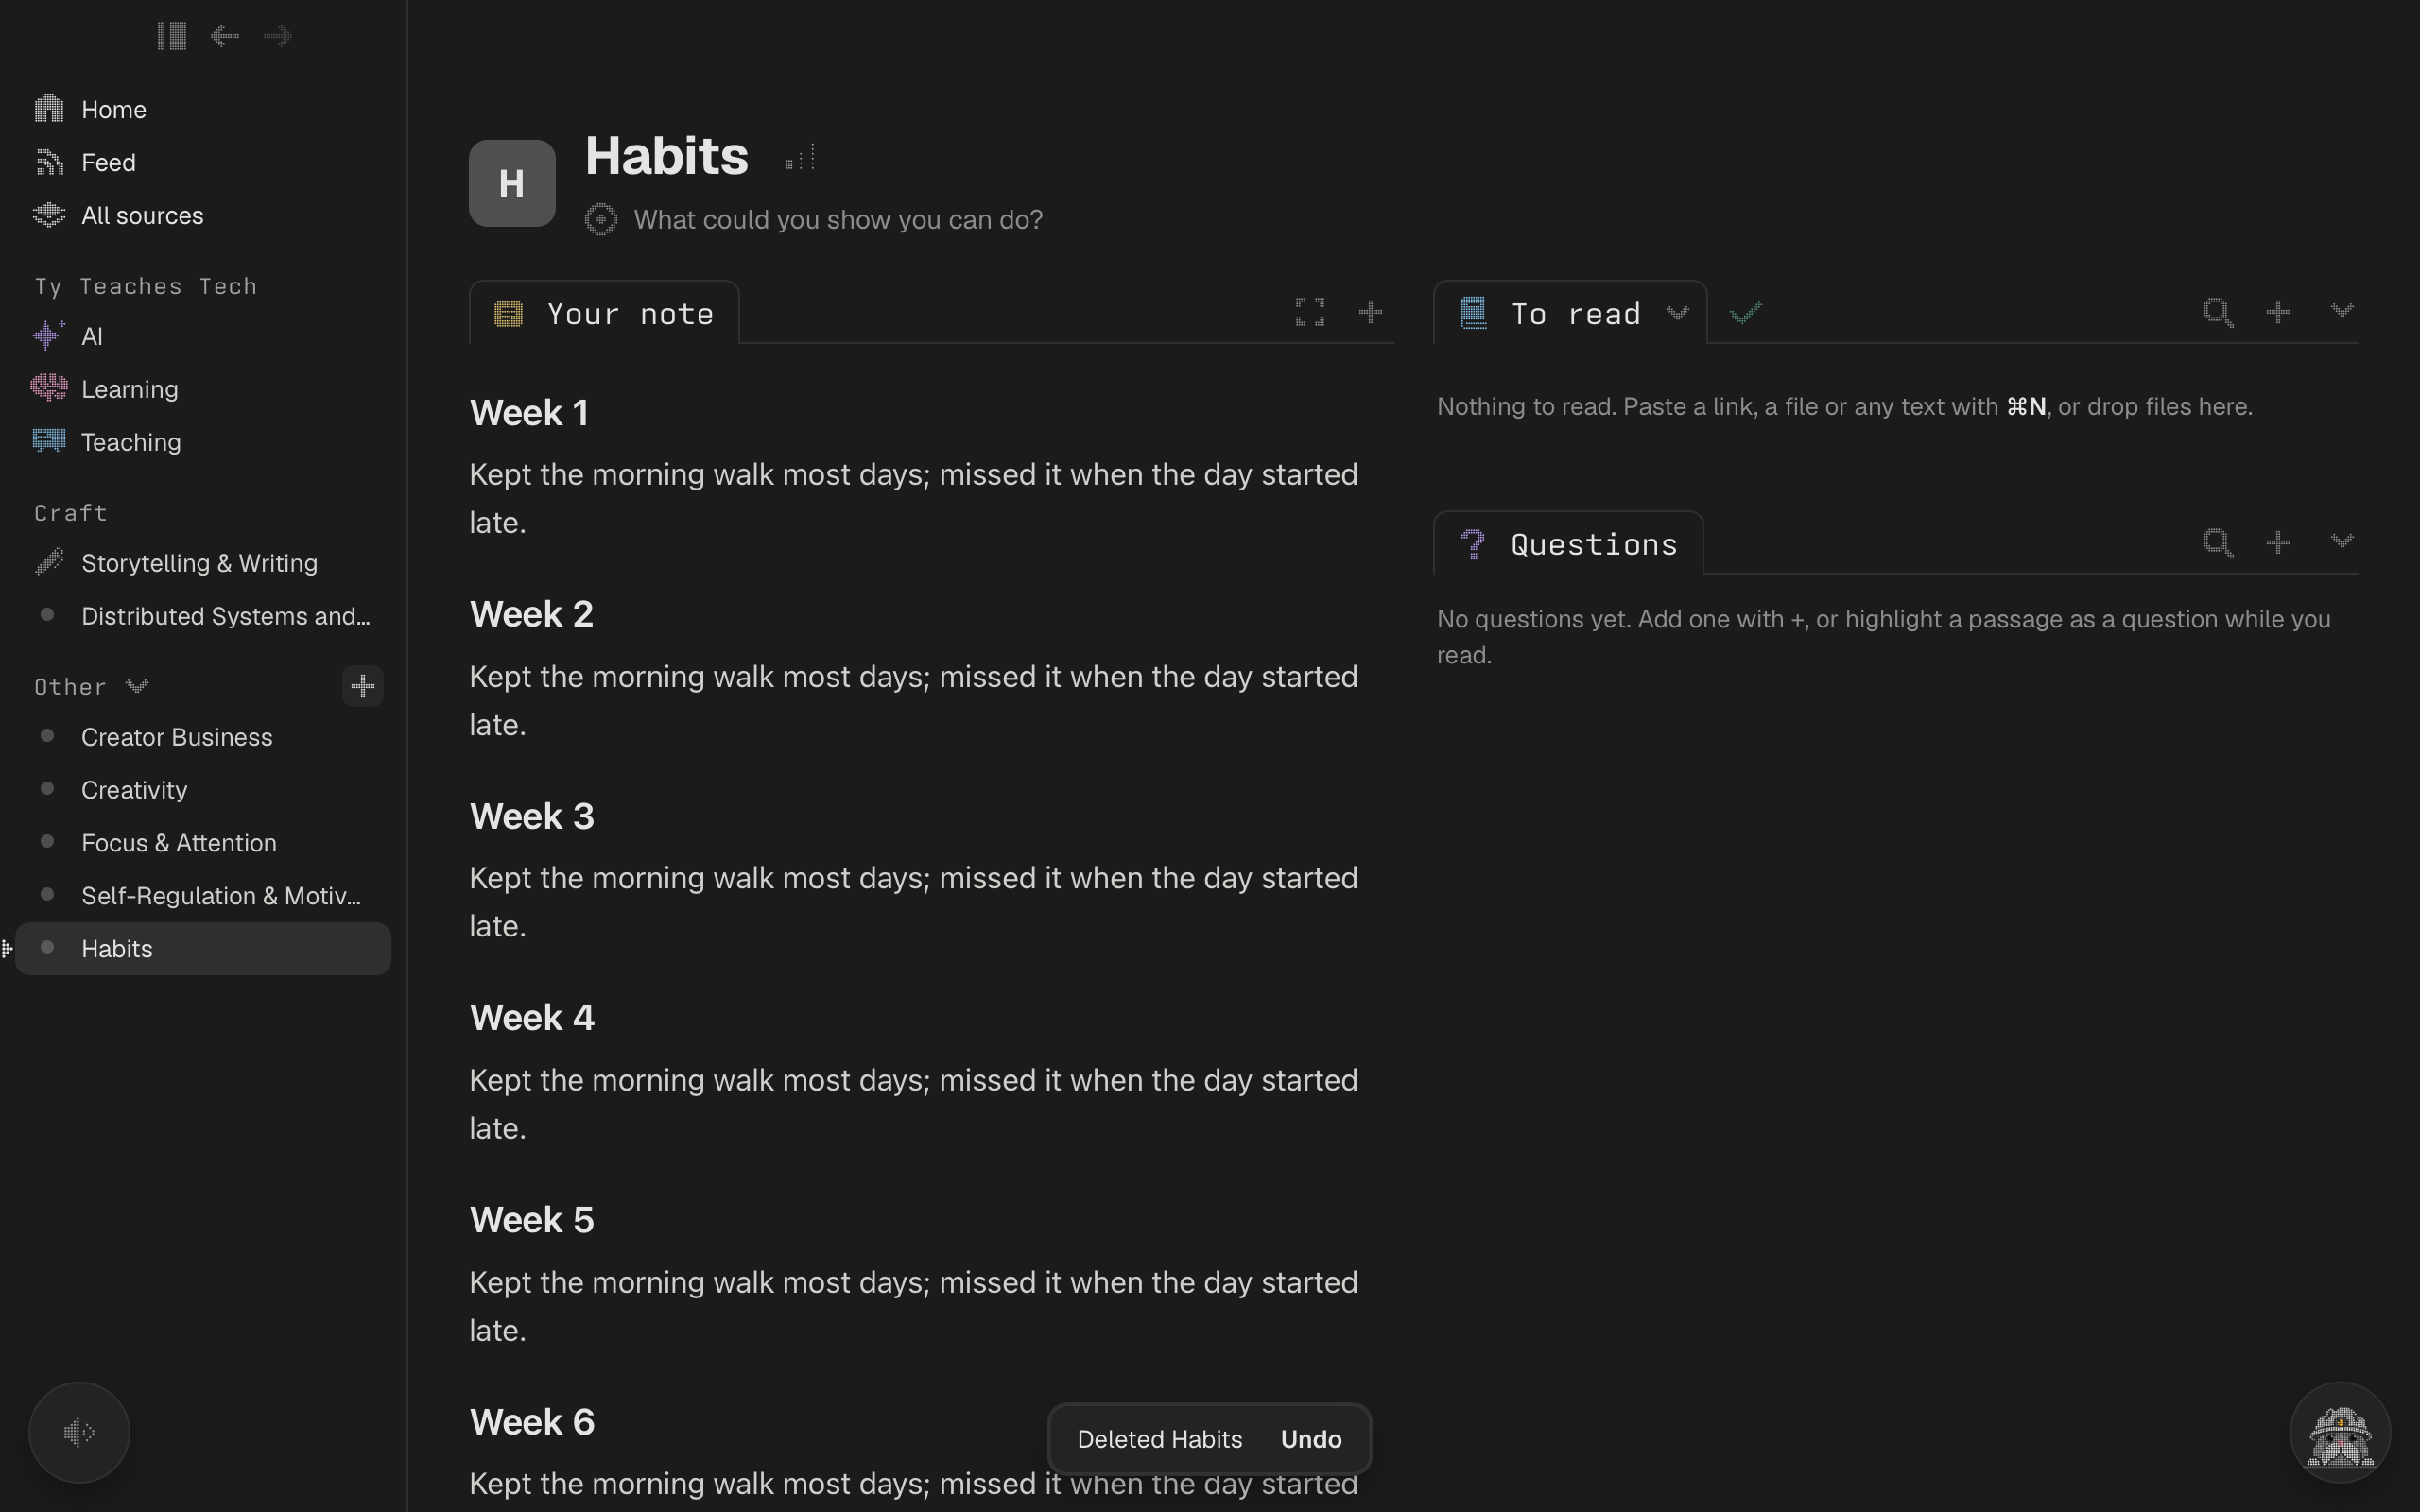 Home
Feed
All sources
Ty Teaches Tech
AI
Learning
Teaching
Craft
Storytelling & Writing
Distributed Systems and...
Other
Creator Business
Creativity
Focus & Attention
Self-Regulation & Motiv...
Habits
H
Habits
What could you show you can do?
Your note
Week 1
Kept the morning walk most days; missed it when the day started
late.
Week 2
Kept the morning walk most days; missed it when the day started
late.
Week 3
Kept the morning walk most days; missed it when the day started
late.
Week 4
Kept the morning walk most days; missed it when the day started
late.
Week 5
Kept the morning walk most days; missed it when the day started
late.
Week 6
Kept the morning walk most days; missed it when the day started
To read
Nothing to read. Paste a link, a file or any text with ⌘N, or drop files here.
Questions
No questions yet. Add one with +, or highlight a passage as a question while you
read.
Deleted Habits Undo